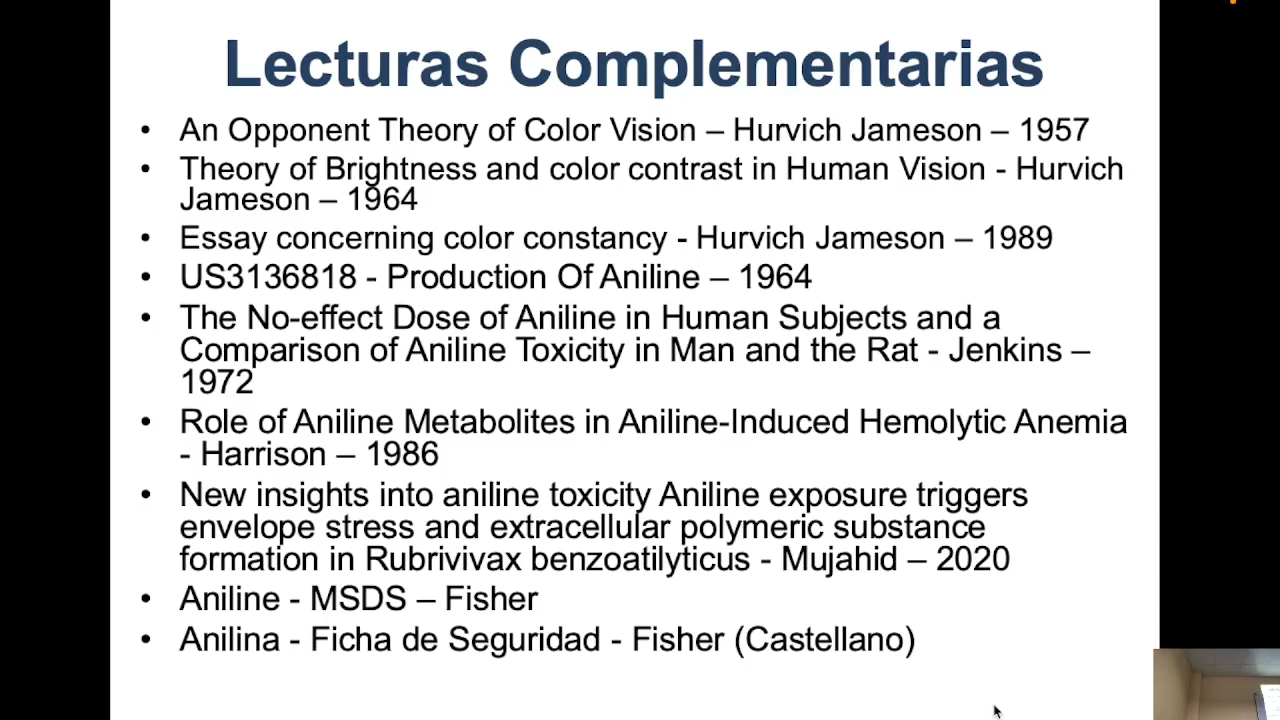 Lecturas Complementarias
• An Opponent Theory of Color Vision – Hurvich Jameson – 1957
• Theory of Brightness and color contrast in Human Vision - Hurvich
Jameson – 1964
• Essay concerning color constancy - Hurvich Jameson – 1989
• US3136818 - Production Of Aniline – 1964
• The No-effect Dose of Aniline in Human Subjects and a
Comparison of Aniline Toxicity in Man and the Rat - Jenkins –
1972
• Role of Aniline Metabolites in Aniline-Induced Hemolytic Anemia
- Harrison – 1986
• New insights into aniline toxicity Aniline exposure triggers
envelope stress and extracellular polymeric substance
formation in Rubrivivax benzoatilyticus - Mujahid – 2020
• Aniline - MSDS – Fisher
• Anilina - Ficha de Seguridad - Fisher (Castellano)